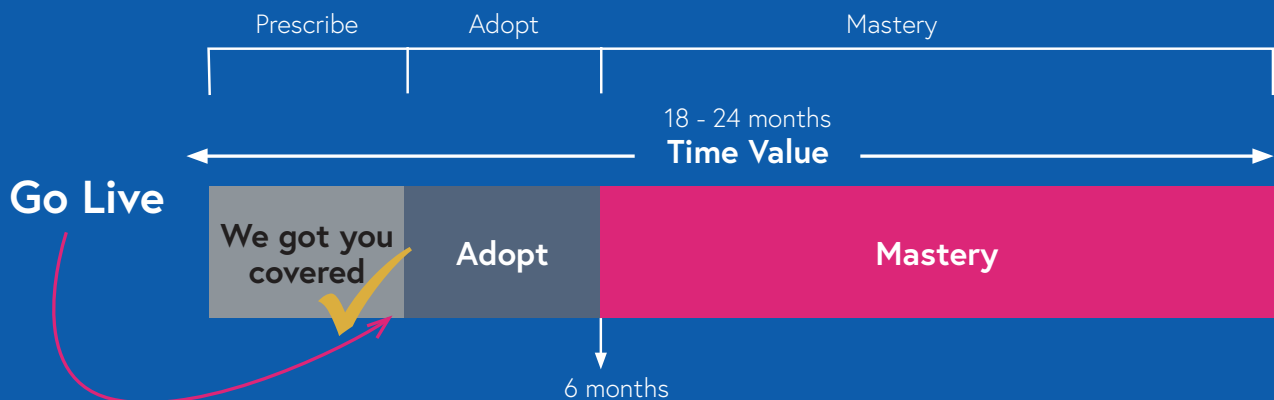 Prescribe
Adopt
Mastery
18 - 24 months
Time Value
Go Live
We got you
covered
Adopt
Mastery
6 months